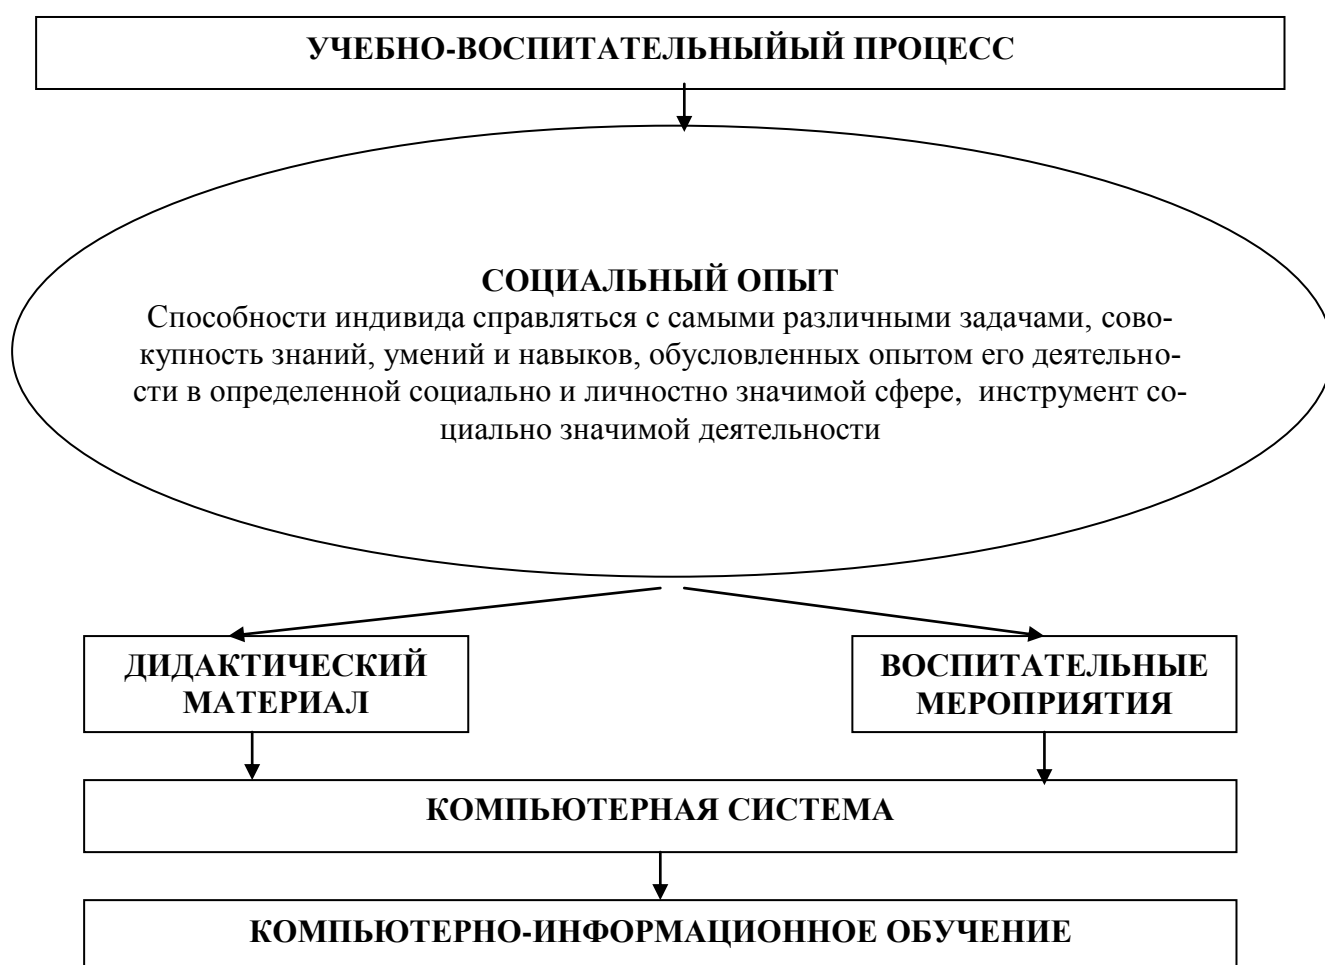 УЧЕБНО-ВОСПИТАТЕЛЬНЫЙЫЙ ПРОЦЕСС
СОЦИАЛЬНЫЙ ОПЫТ
Способности индивида справляться с самыми различными задачами, сово-
купность знаний, умений и навыков, обусловленных опытом его деятельно-
сти в определенной социально и личностно значимой сфере, инструмент со-
циально значимой деятельности
ДИДАКТИЧЕСКИЙ
МАТЕРИАЛ
ВОСПИТАТЕЛЬНЫЕ
МЕРОПРИЯТИЯ
КОМПЬЮТЕРНАЯ СИСТЕМА
КОМПЬЮТЕРНО-ИНФОРМАЦИОННОЕ ОБУЧЕНИЕ